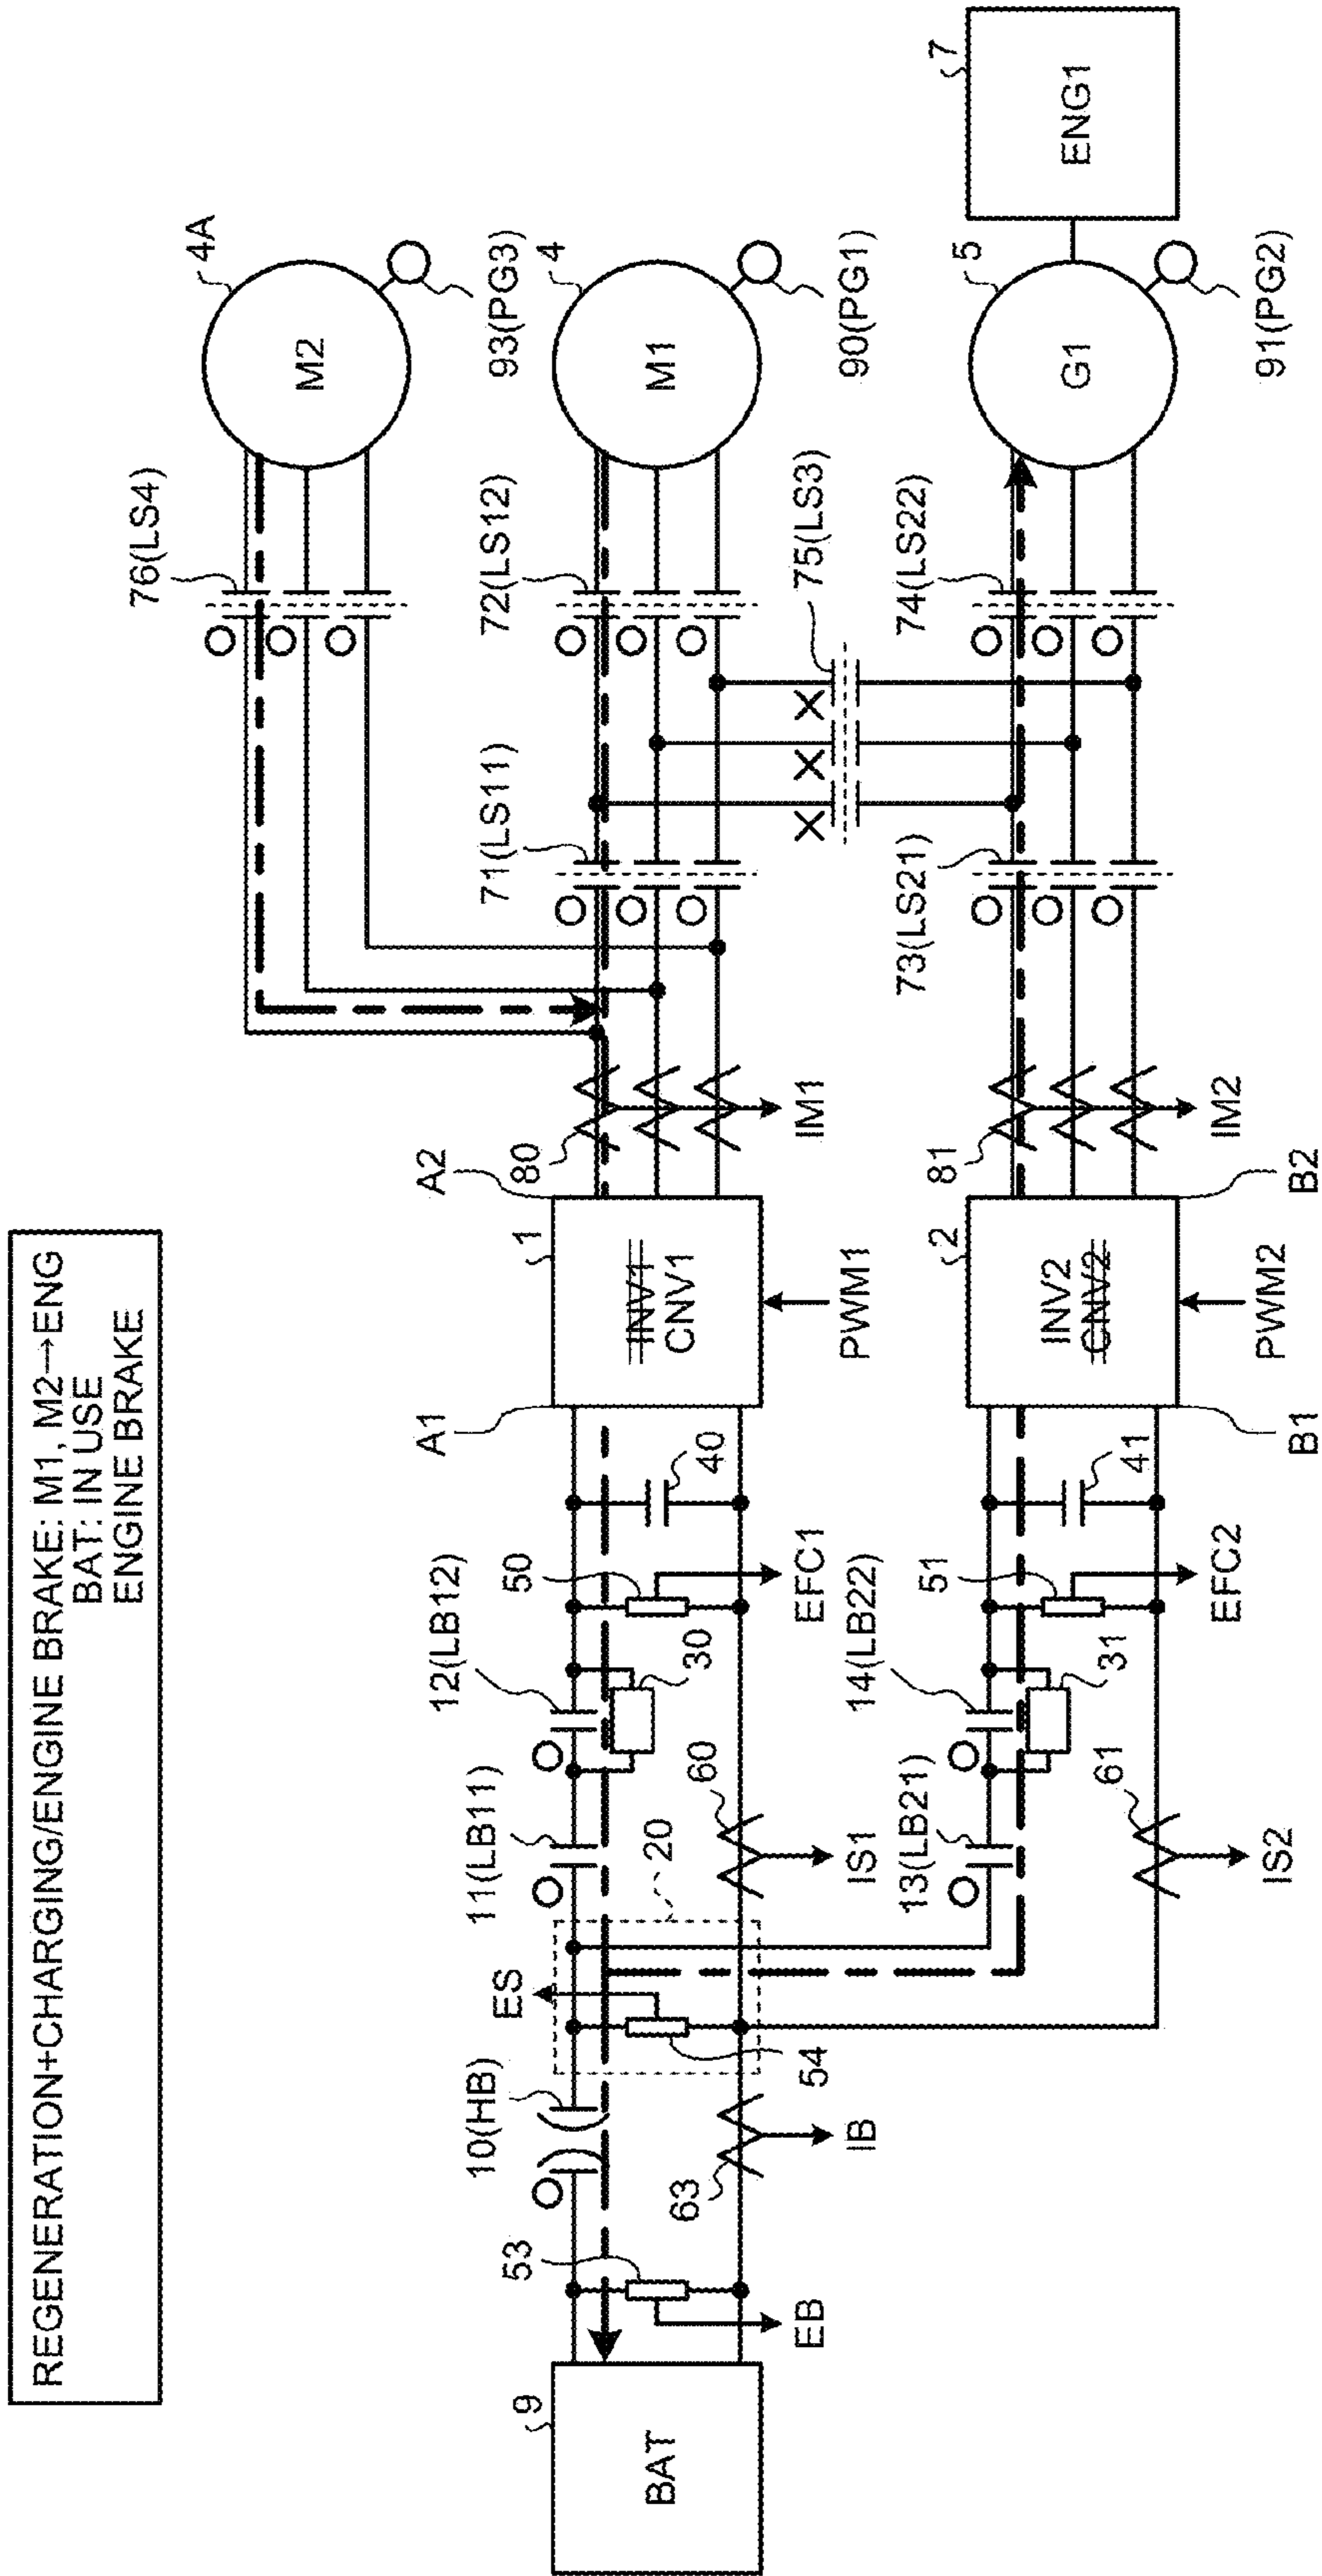 REGENERATION+CHARGING/ENGINE BRAKE: M1, M2→ENG
BAT: IN USE
ENGINE BRAKE
76(LS4)
4A
M2
93(PG3)
9
BAT
53
EB
10(HB)
63
IB
ES
54
20
11(LB11)
60
IS1
12(LB12)
30
50
EFC1
40
A1
1
INV1
CNV1
PWM1
A2
80
IM1
71(LS11)
72(LS12)
4
M1
90(PG1)
75(LS3)
13(LB21)
61
IS2
14(LB22)
31
51
EFC2
41
B1
2
INV2
CNV2
PWM2
B2
81
IM2
73(LS21)
74(LS22)
5
G1
91(PG2)
7
ENG1